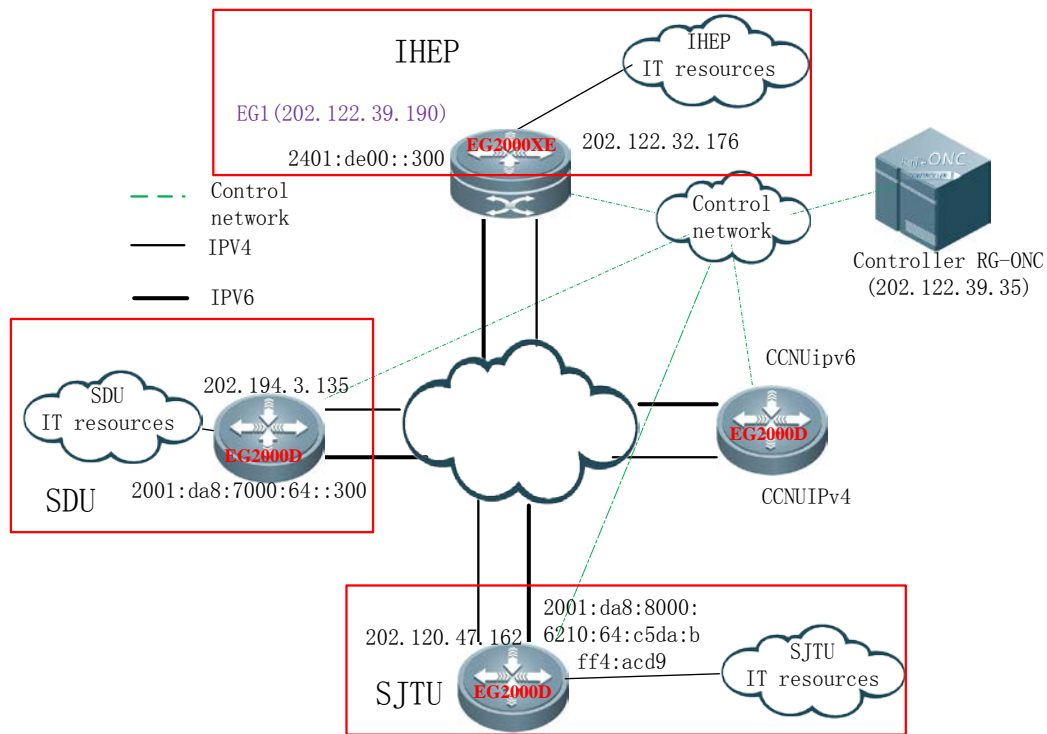 IHEP
IHEP
IT resources
EG1(202.122.39.190)
EG2000XE
202.122.32.176
2401:de00::300
Control
network
IPV4
IPV6
Control
network
ONC
CONTROLLER
Controller RG-ONC
(202.122.39.35)
SDU
IT resources
202.194.3.135
EG2000D
2001:da8:7000:64::300
SDU
CCNUipv6
EG2000D
CCNUIPv4
2001:da8:8000:
6210:64:c5da:b
ff4:acd9
202.120.47.162
EG2000D
SJTU
SJTU
IT resources